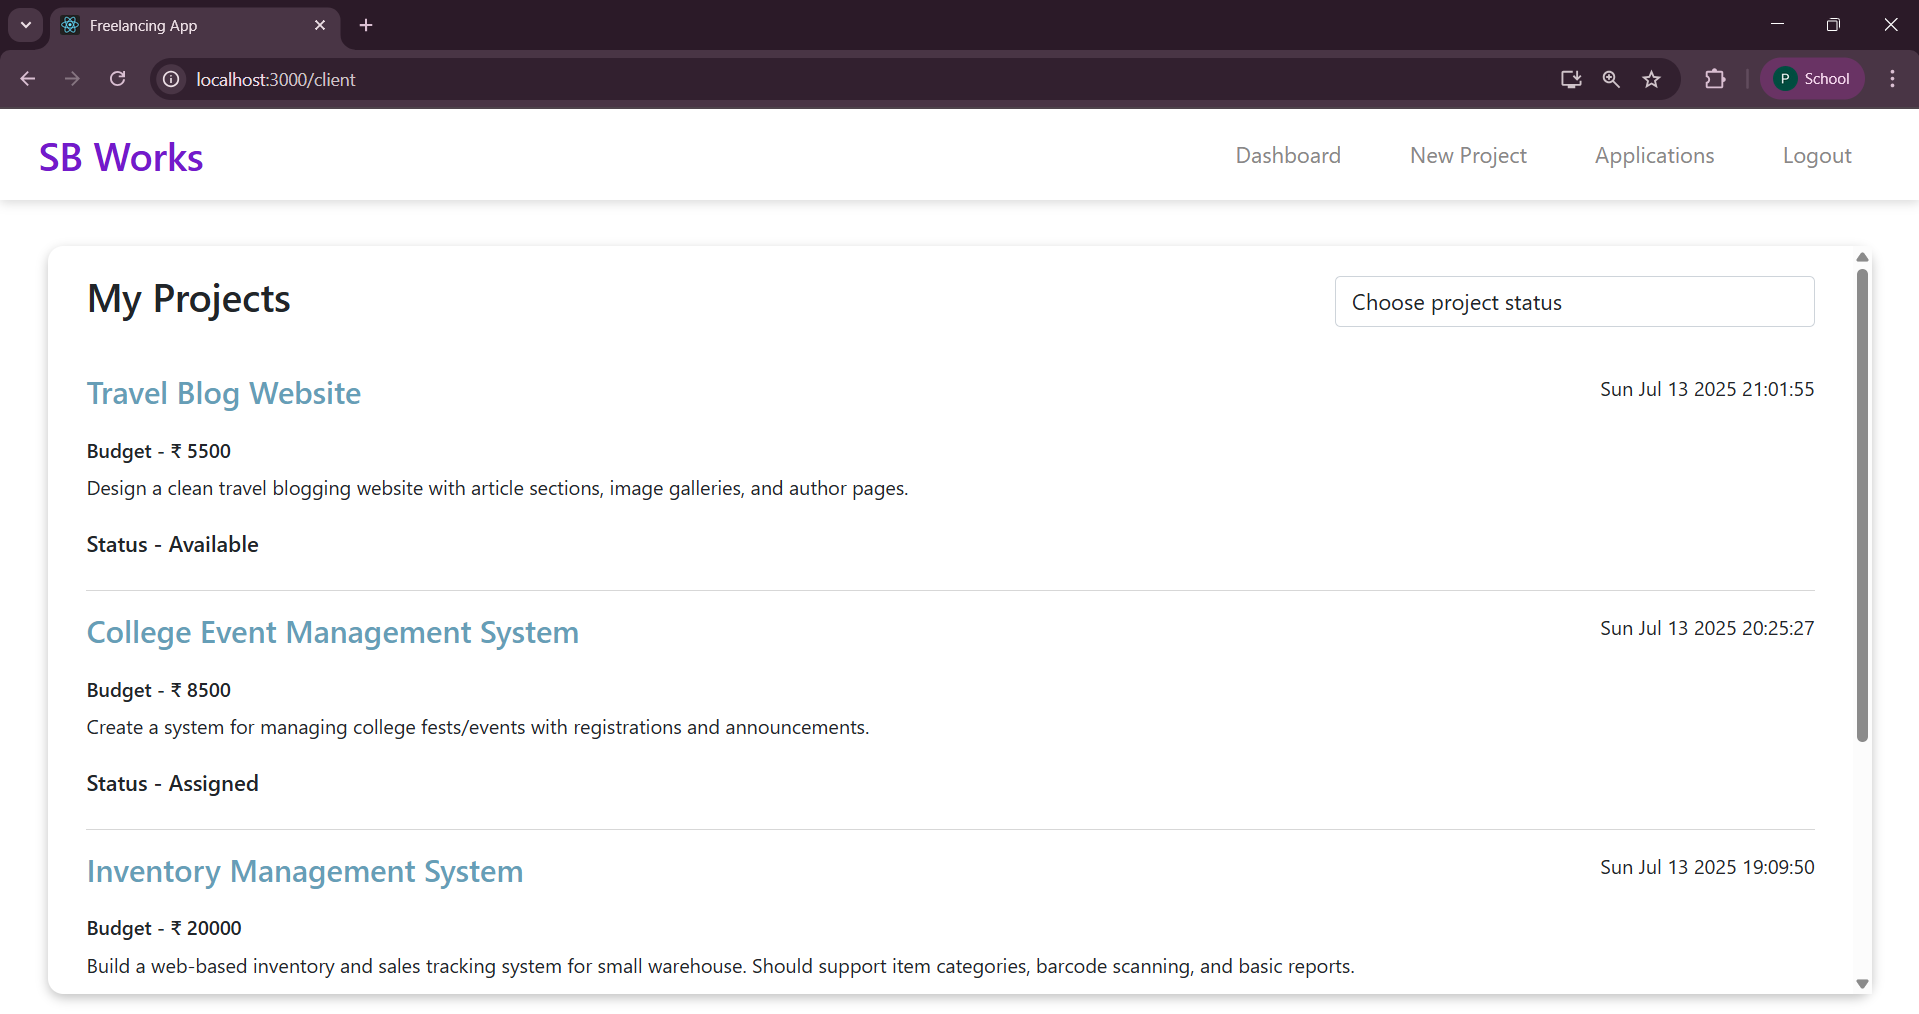 Freelancing App
localhost:3000/client
P School
SB Works
Dashboard New Project Applications Logout
My Projects
Choose project status
Travel Blog Website
Sun Jul 13 2025 21:01:55
Budget - ₹ 5500
Design a clean travel blogging website with article sections, image galleries, and author pages.
Status - Available
College Event Management System
Sun Jul 13 2025 20:25:27
Budget - ₹ 8500
Create a system for managing college fests/events with registrations and announcements.
Status - Assigned
Inventory Management System
Sun Jul 13 2025 19:09:50
Budget - ₹ 20000
Build a web-based inventory and sales tracking system for small warehouse. Should support item categories, barcode scanning, and basic reports.